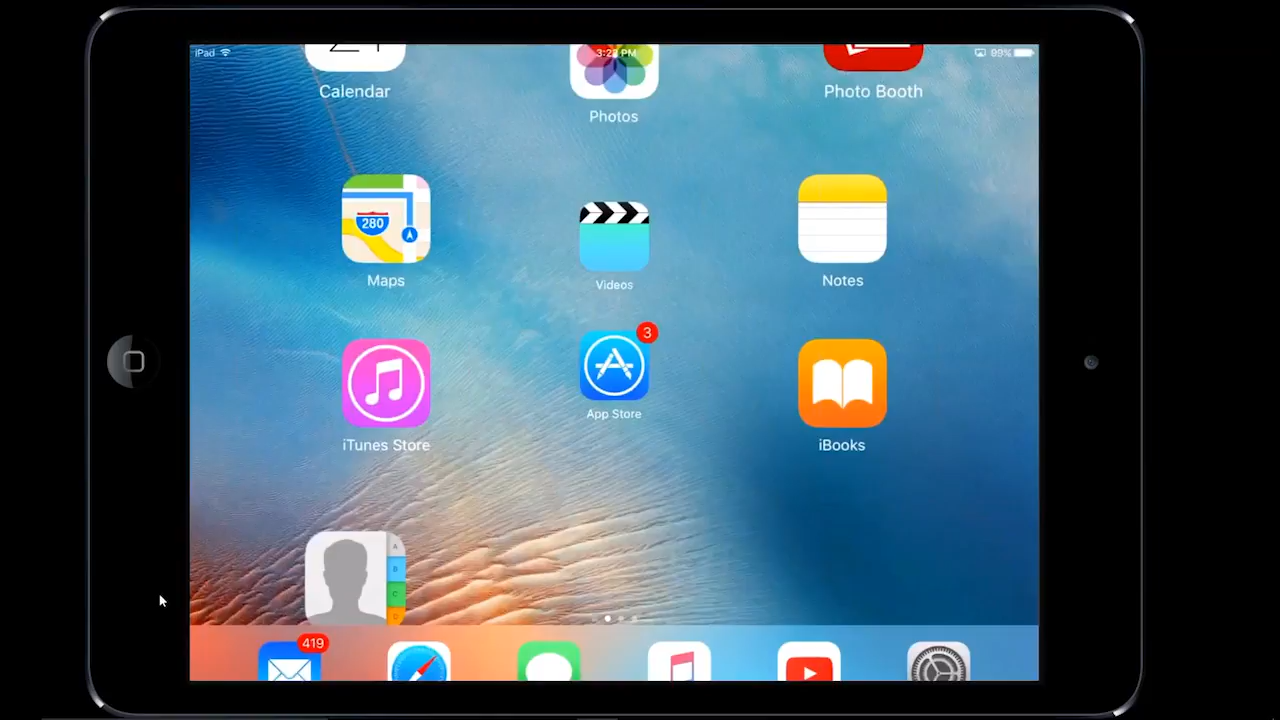 iPad
3:22 PM
99%
Calendar
Photos
Photo Booth
280
Maps
Videos
Notes
3
iTunes Store
App Store
iBooks
A
B
C
D
419